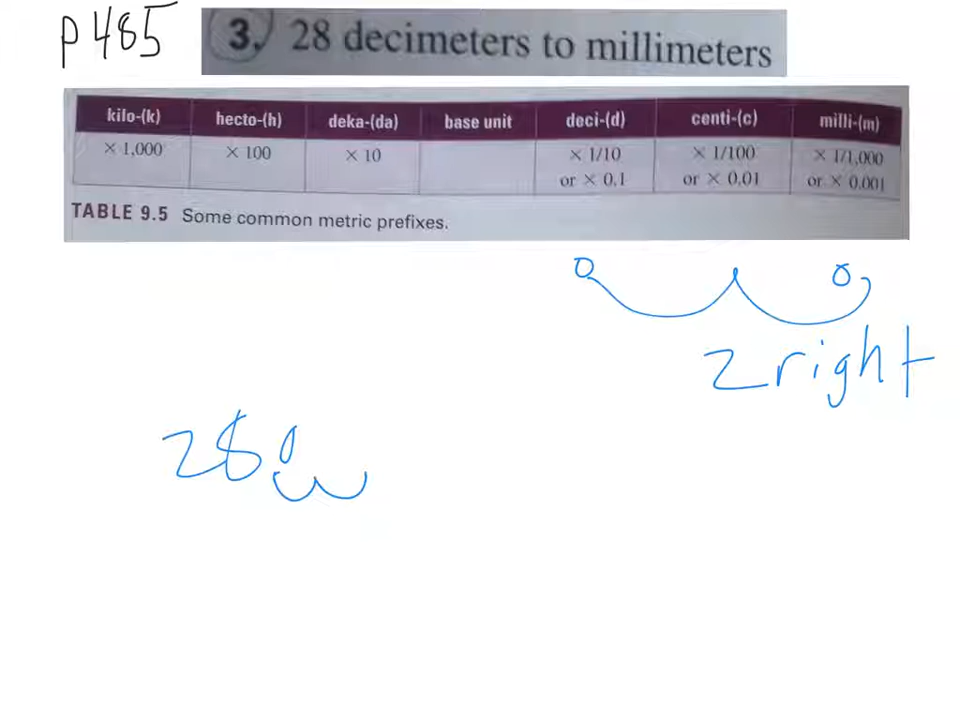 p 485
3. 28 decimeters to millimeters
kilo-(k) hecto-(h) deka-(da) base unit deci-(d) centi-(c) milli-(m)
× 1,000 × 100 × 10 × 1/10 × 1/100 × 1/1,000
or × 0.1 or × 0.01 or × 0.001
TABLE 9.5 Some common metric prefixes.
2 right
280